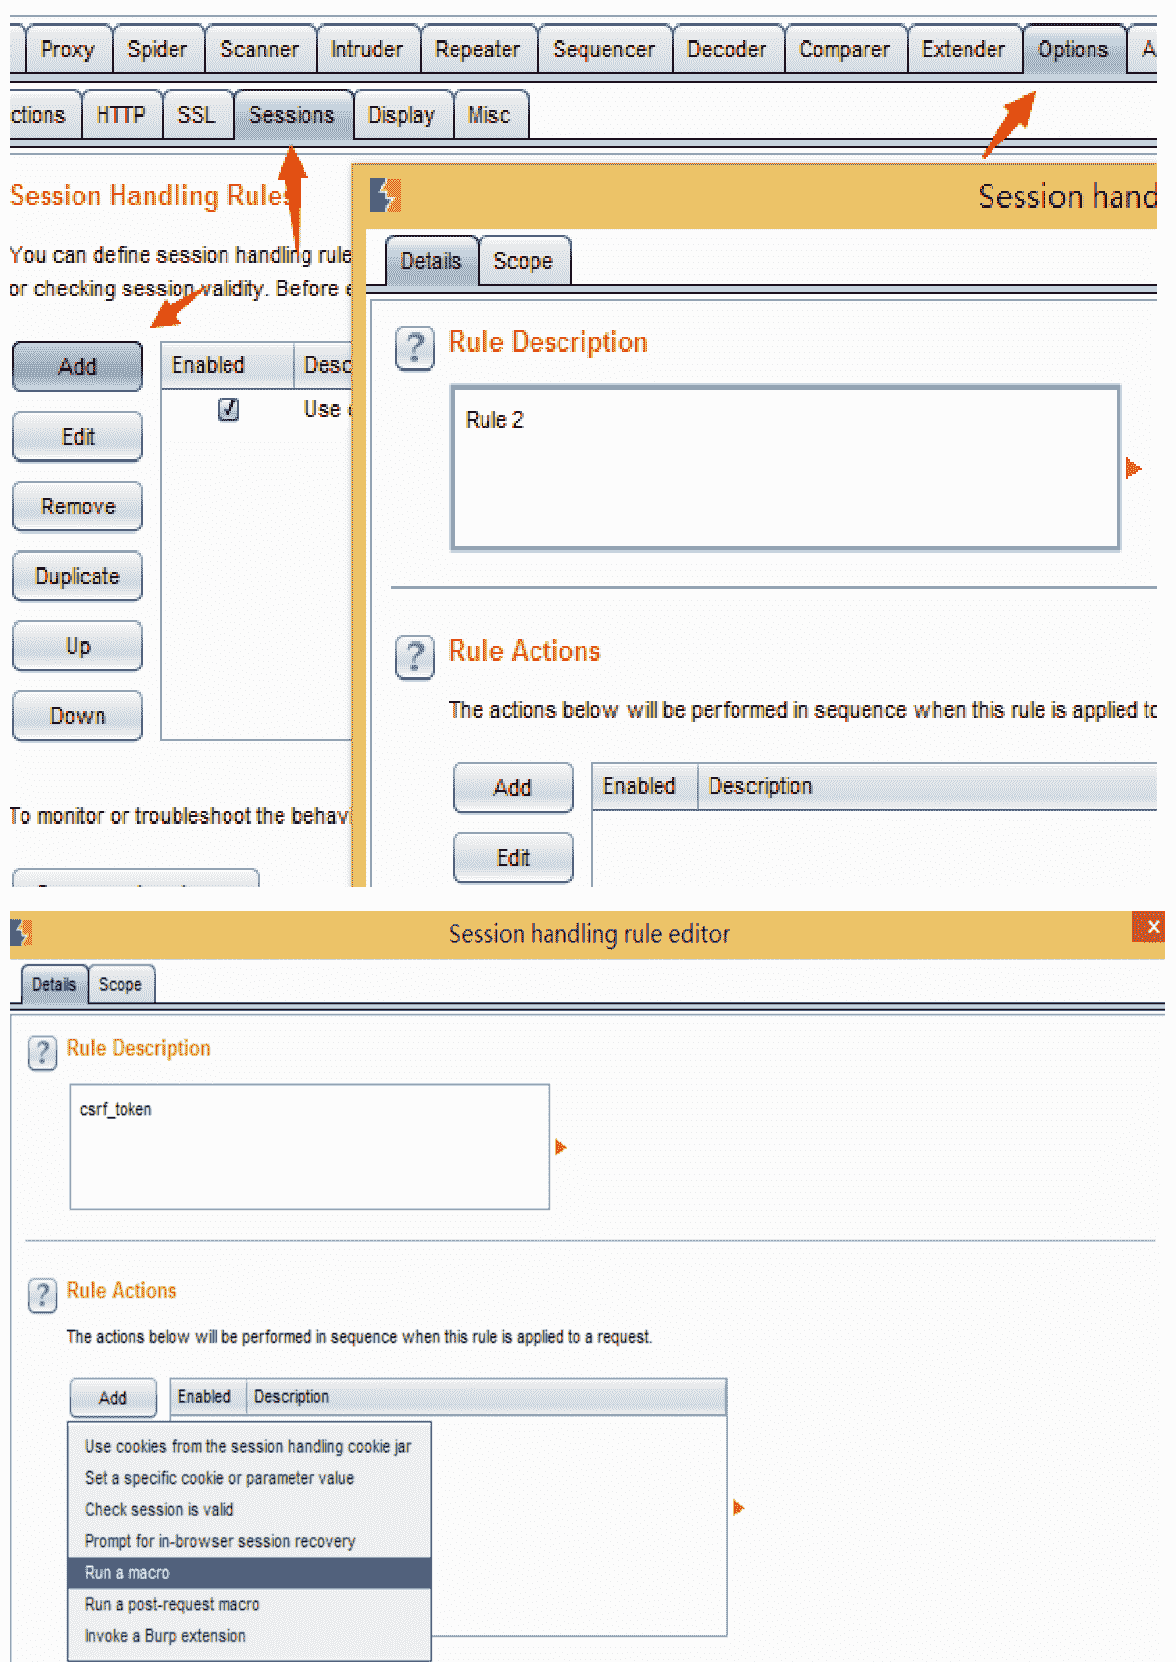 Proxy Spider Scanner Intruder Repeater Sequencer Decoder Comparer Extender Options A
ctions HTTP SSL Sessions Display Misc
Session Handling Rules
Session hand
You can define session handling rule
or checking session validity. Before e
Details Scope
? Rule Description
Add
Enabled Desc
Use
Rule 2
Edit
Remove
Duplicate
Up
Down
? Rule Actions
The actions below will be performed in sequence when this rule is applied to
Add
Enabled Description
Edit
To monitor or troubleshoot the behavi
Session handling rule editor
x
Details Scope
? Rule Description
csrf_token
? Rule Actions
The actions below will be performed in sequence when this rule is applied to a request.
Add Enabled Description
Use cookies from the session handling cookie jar
Set a specific cookie or parameter value
Check session is valid
Prompt for in-browser session recovery
Run a macro
Run a post-request macro
Invoke a Burp extension